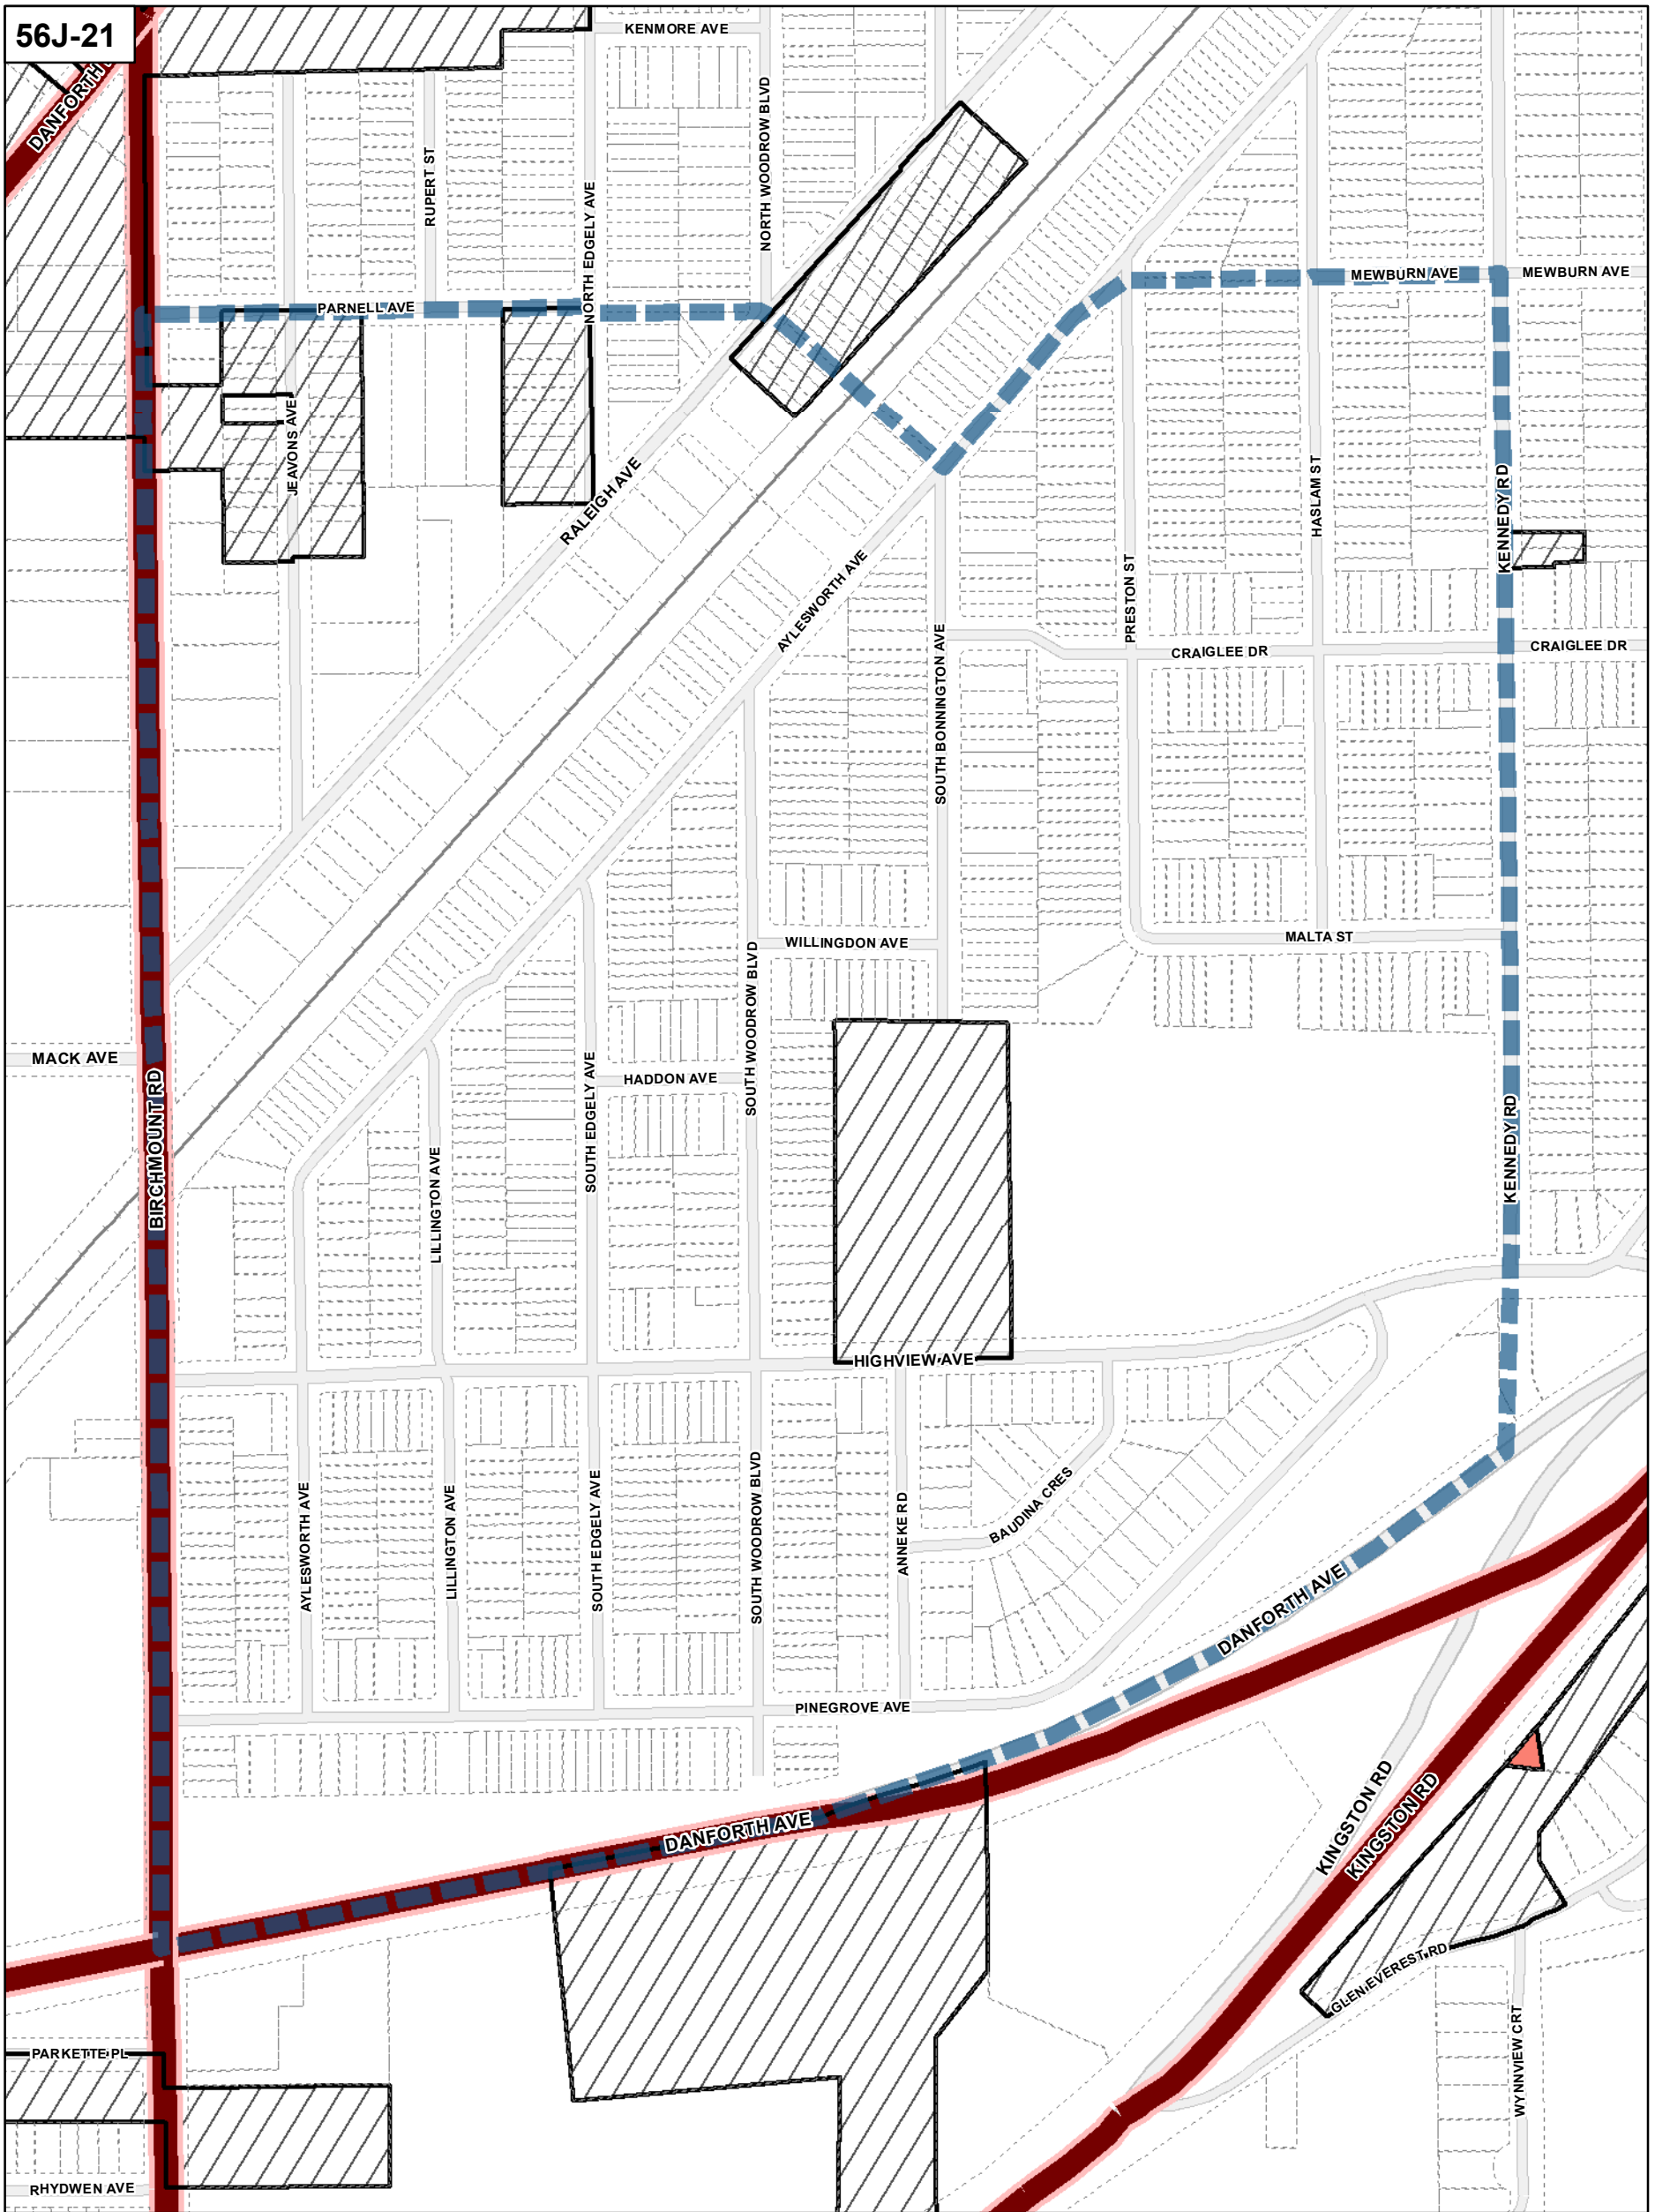 56J-21
KENMORE AVE
DANFORTH
RUPERT ST
NORTH WOODROW BLVD
NORTH EDGELY AVE
PARNELL AVE
MEWBURN AVE
MEWBURN AVE
JEAVONS AVE
RALEIGH AVE
HASLAM ST
KENNEDY RD
AYLESWORTH AVE
PRESTON ST
SOUTH BONNINGTON AVE
CRAIGLEE DR
CRAIGLEE DR
WILLINGDON AVE
MALTA ST
SOUTH WOODROW BLVD
MACK AVE
BIRCHMOUNT RD
HADDON AVE
SOUTH EDGELY AVE
LILLINGTON AVE
KENNEDY RD
HIGHVIEW AVE
AYLESWORTH AVE
LILLINGTON AVE
SOUTH EDGELY AVE
SOUTH WOODROW BLVD
ANNEKE RD
BAUDINA CRES
DANFORTH AVE
PINEGROVE AVE
DANFORTH AVE
KINGSTON RD
KINGSTON RD
GLEN EVEREST RD
WYNNVIEW CRT
PARKETTE PL
RHYDWEN AVE